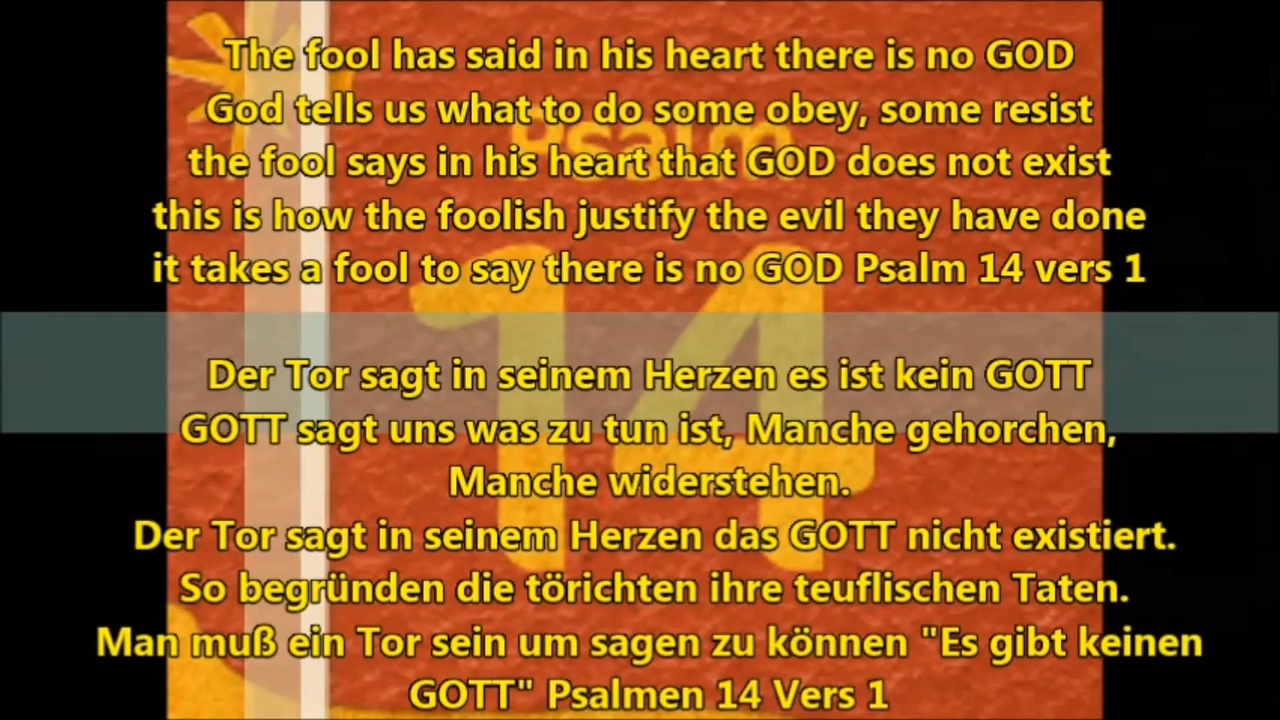 The fool has said in his heart there is no GOD
God tells us what to do some obey, some resist
Psalm
the fool says in his heart that GOD does not exist
this is how the foolish justify the evil they have done
it takes a fool to say there is no GOD Psalm 14 vers 1
14
Der Tor sagt in seinem Herzen es ist kein GOTT
GOTT sagt uns was zu tun ist, Manche gehorchen,
Manche widerstehen.
Der Tor sagt in seinem Herzen das GOTT nicht existiert.
So begründen die törichten ihre teuflischen Taten.
Man muß ein Tor sein um sagen zu können "Es gibt keinen
GOTT" Psalmen 14 Vers 1